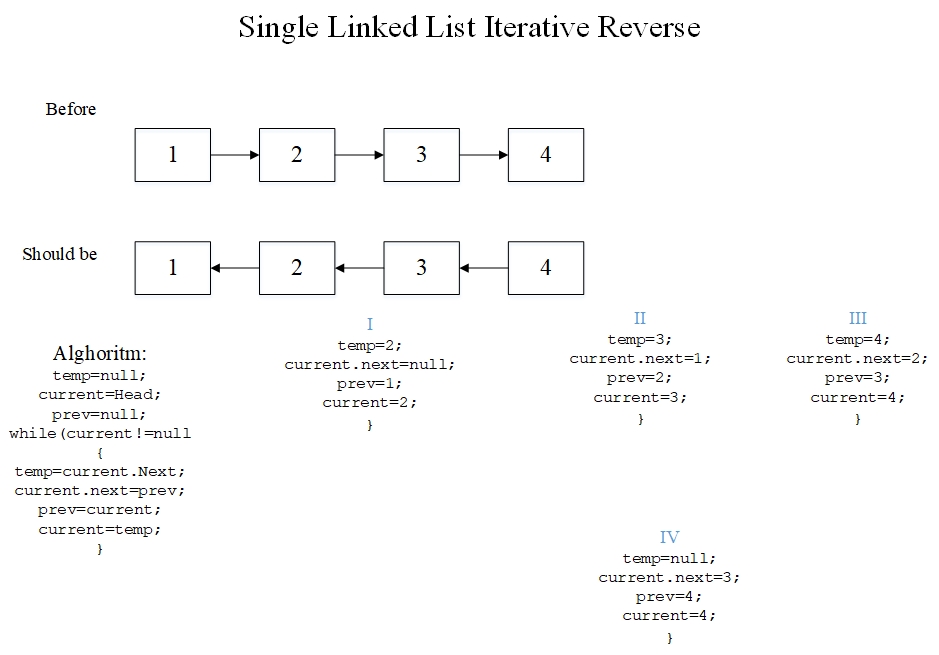 Single Linked List Iterative Reverse
Before
1
2
3
4
Should be
1
2
3
4
Alghoritm:
temp=null;
current=Head;
prev=null;
while(current!=null
{
temp=current.Next;
current.next=prev;
prev=current;
current=temp;
}
I
temp=2;
current.next=null;
prev=1;
current=2;
}
II
temp=3;
current.next=1;
prev=2;
current=3;
}
III
temp=4;
current.next=2;
prev=3;
current=4;
}
IV
temp=null;
current.next=3;
prev=4;
current=4;
}